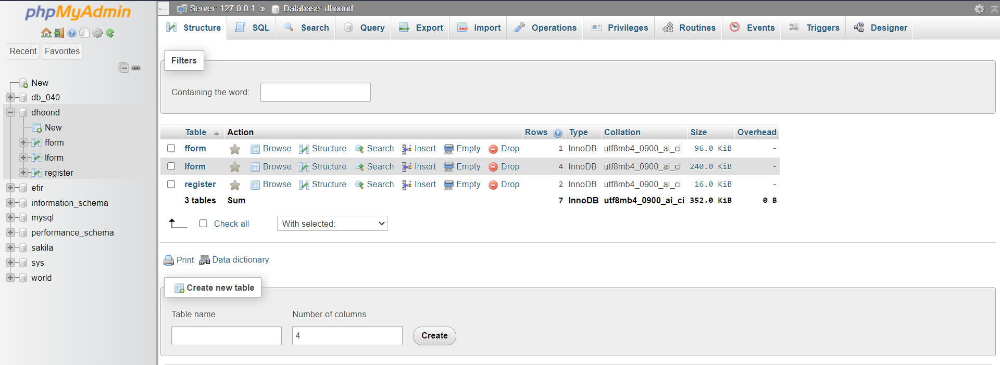 phpMyAdmin
Recent Favorites
New
db_040
dhoond
New
fform
lform
register
efir
information_schema
mysql
performance_schema
sakila
sys
world
Server: 127.0.0.1 » Database: dhoond
Structure SQL Search Query Export Import Operations Privileges Routines Events Triggers Designer
Filters
Containing the word:
Table Action Rows Type Collation Size Overhead
fform Browse Structure Search Insert Empty Drop 1 InnoDB utf8mb4_0900_ai_ci 96.0 KiB -
lform Browse Structure Search Insert Empty Drop 4 InnoDB utf8mb4_0900_ai_ci 240.0 KiB -
register Browse Structure Search Insert Empty Drop 2 InnoDB utf8mb4_0900_ai_ci 16.0 KiB -
3 tables Sum 7 InnoDB utf8mb4_0900_ai_ci 352.0 KiB 0 B
Check all With selected:
Print Data dictionary
Create new table
Table name Number of columns
4 Create